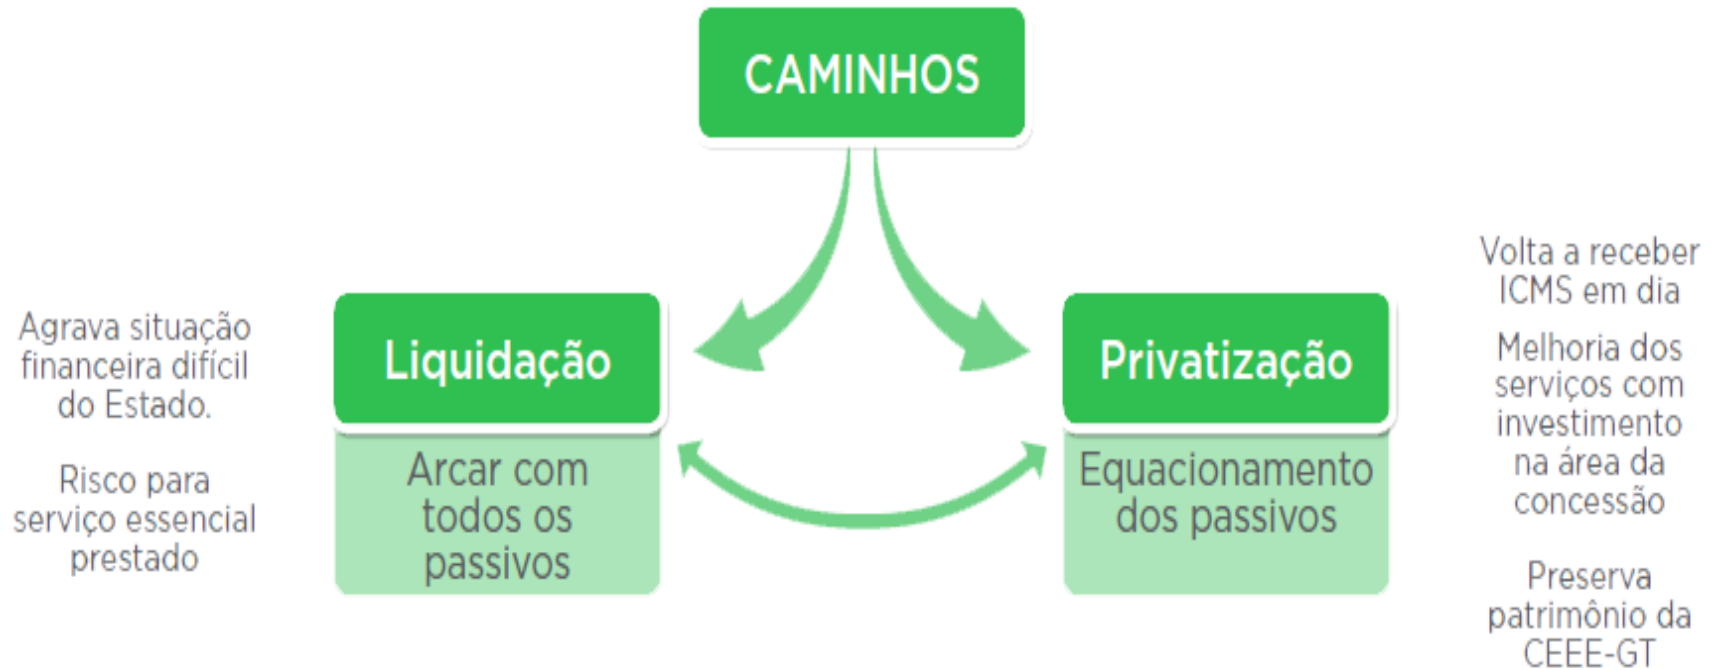 CAMINHOS
Agrava situação
financeira difícil
do Estado.
Risco para
serviço essencial
prestado
Liquidação
Arcar com
todos os
passivos
Privatização
Equacionamento
dos passivos
Volta a receber
ICMS em dia
Melhoria dos
serviços com
investimento
na área da
concessão
Preserva
patrimônio da
CEEE-GT